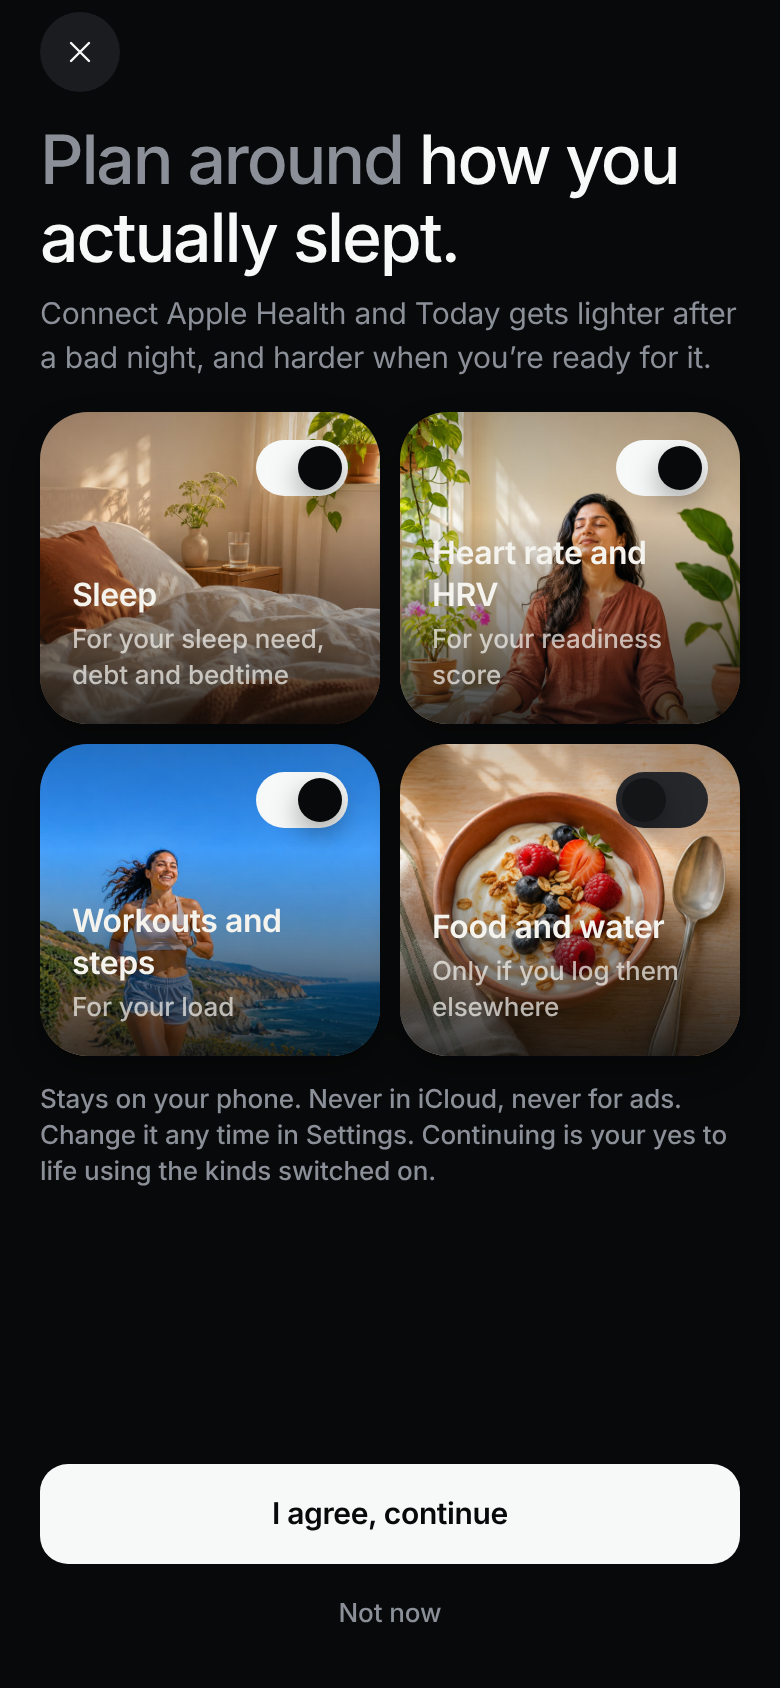 Plan around how you
actually slept.
Connect Apple Health and Today gets lighter after
a bad night, and harder when you’re ready for it.
Sleep
For your sleep need,
debt and bedtime
Heart rate and
HRV
For your readiness
score
Workouts and
steps
For your load
Food and water
Only if you log them
elsewhere
Stays on your phone. Never in iCloud, never for ads.
Change it any time in Settings. Continuing is your yes to
life using the kinds switched on.
I agree, continue
Not now